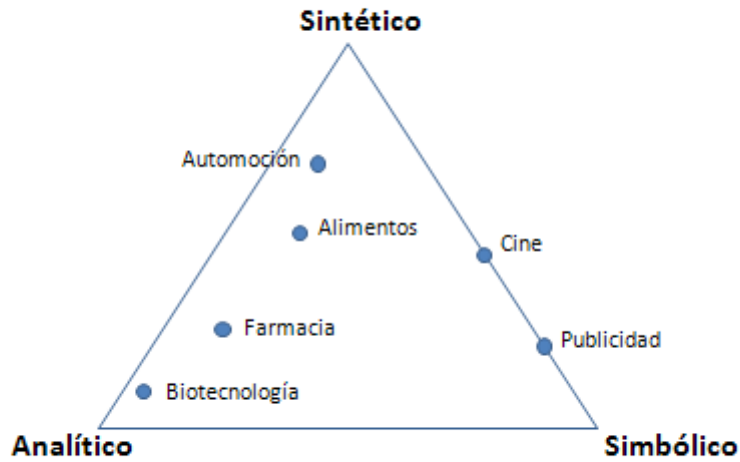 Sintético
Automoción
Alimentos
Cine
Farmacia
Publicidad
Biotecnología
Analítico
Simbólico